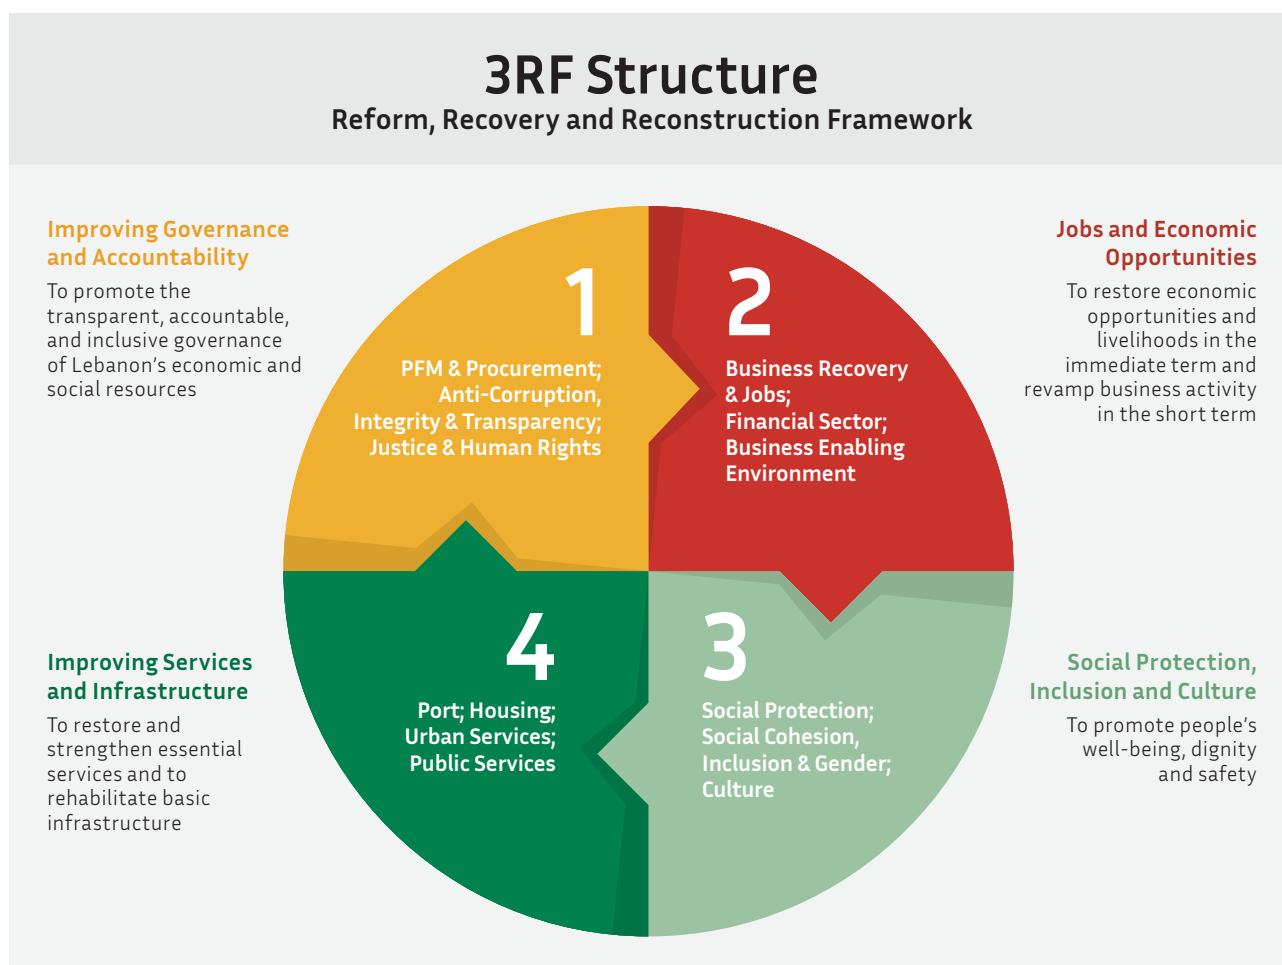 3RF Structure
Reform, Recovery and Reconstruction Framework
Improving Governance
and Accountability
To promote the
transparent, accountable,
and inclusive governance
of Lebanon's economic and
social resources
1
PFM & Procurement;
Anti-Corruption,
Integrity & Transparency;
Justice & Human Rights
2
Business Recovery
& Jobs;
Financial Sector;
Business Enabling
Environment
Jobs and Economic
Opportunities
To restore economic
opportunities and
livelihoods in the
immediate term and
revamp business activity
in the short term
Improving Services
and Infrastructure
To restore and
strengthen essential
services and to
rehabilitate basic
infrastructure
4
Port; Housing;
Urban Services;
Public Services
3
Social Protection;
Social Cohesion,
Inclusion & Gender;
Culture
Social Protection,
Inclusion and Culture
To promote people's
well-being, dignity
and safety